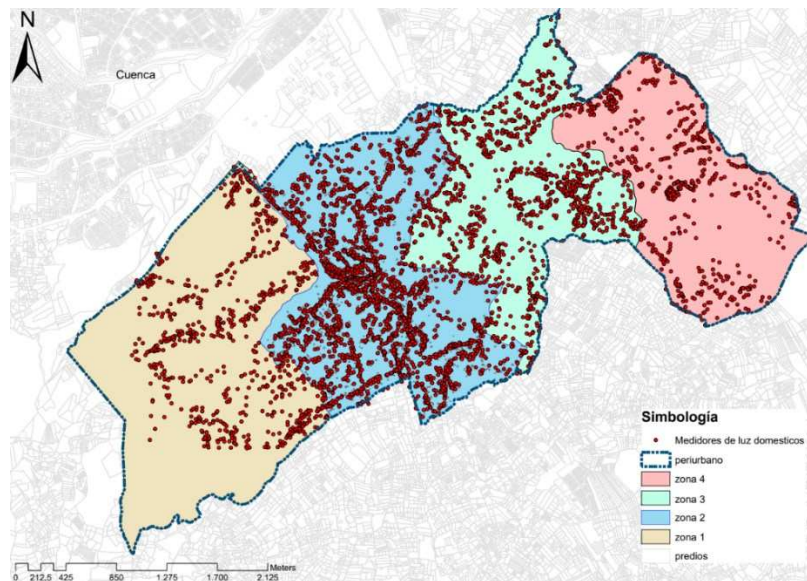 N
Cuenca
Simbología
Medidores de luz domesticos
periurbano
zona 4
zona 3
zona 2
zona 1
predios
Meters
0 212,5 425 850 1.275 1.700 2.125